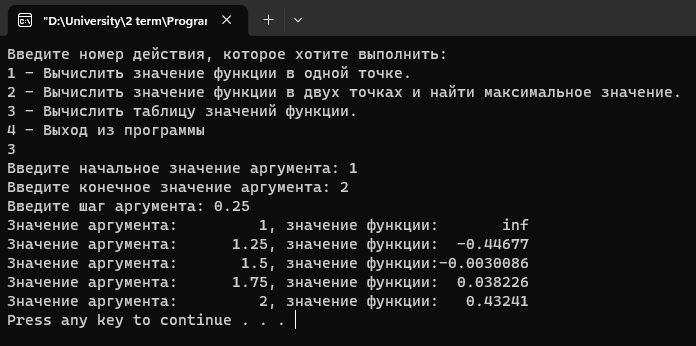 "D:\University\2 term\Prograr
Введите номер действия, которое хотите выполнить:
1 - Вычислить значение функции в одной точке.
2 - Вычислить значение функции в двух точках и найти максимальное значение.
3 - Вычислить таблицу значений функции.
4 - Выход из программы
3
Введите начальное значение аргумента: 1
Введите конечное значение аргумента: 2
Введите шаг аргумента: 0.25
Значение аргумента:         1, значение функции:       inf
Значение аргумента:      1.25, значение функции:  -0.44677
Значение аргумента:       1.5, значение функции:-0.0030086
Значение аргумента:      1.75, значение функции:  0.038226
Значение аргумента:         2, значение функции:   0.43241
Press any key to continue . . .